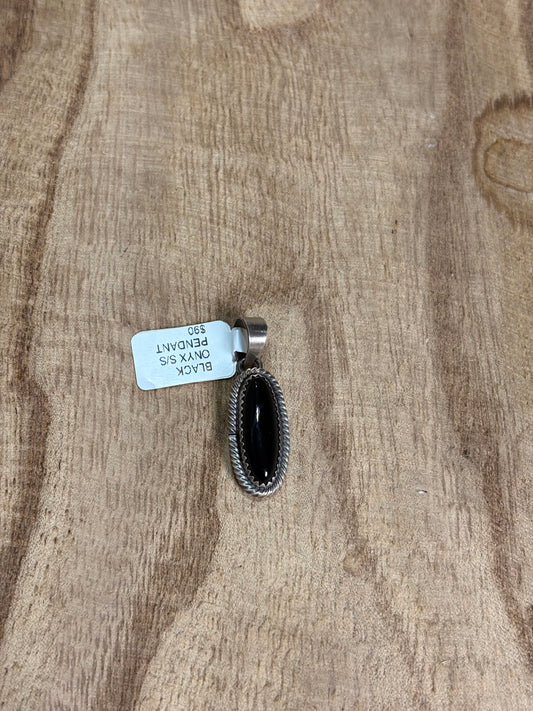 BLACK
ONYX S/S
PENDANT
$90